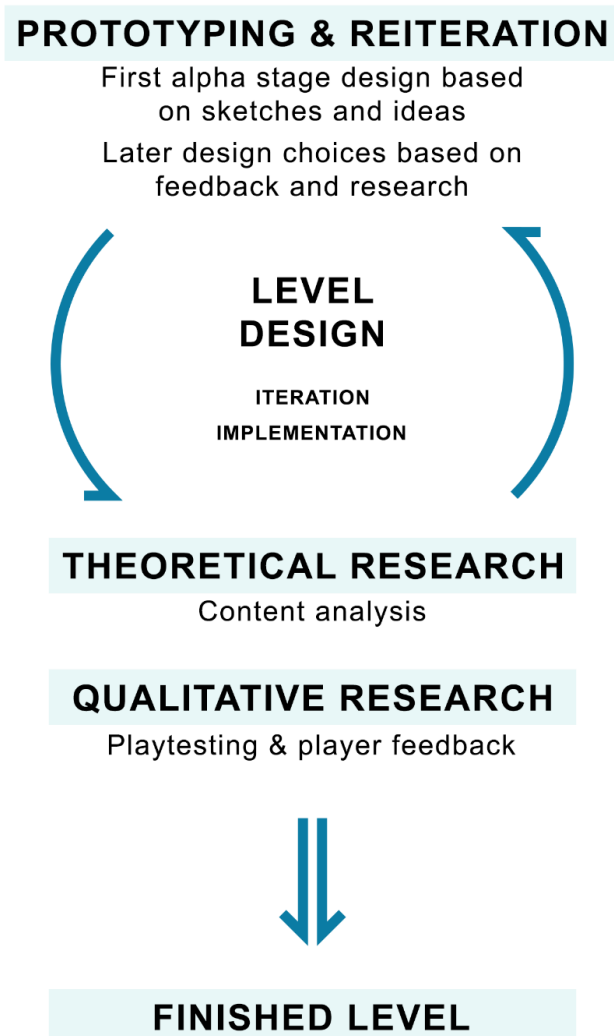 PROTOTYPING & REITERATION
First alpha stage design based
on sketches and ideas
Later design choices based on
feedback and research
LEVEL
DESIGN
ITERATION
IMPLEMENTATION
THEORETICAL RESEARCH
Content analysis
QUALITATIVE RESEARCH
Playtesting & player feedback
FINISHED LEVEL